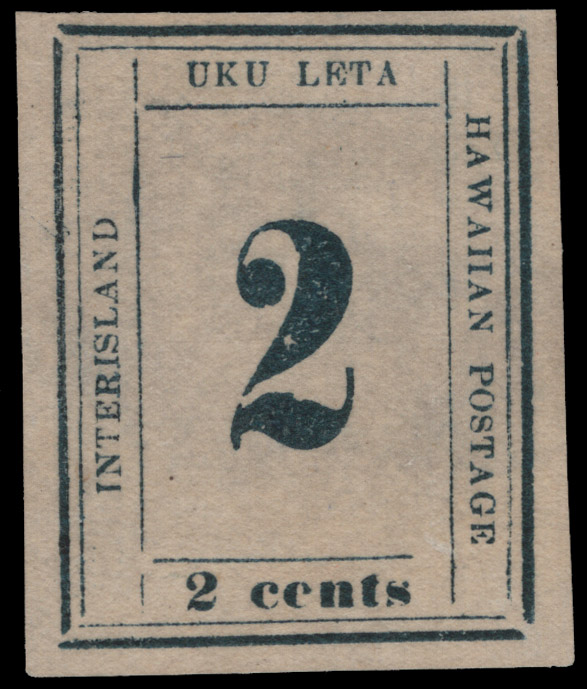 UKU LETA
INTERISLAND
2
HAWAIIAN POSTAGE
2 cents